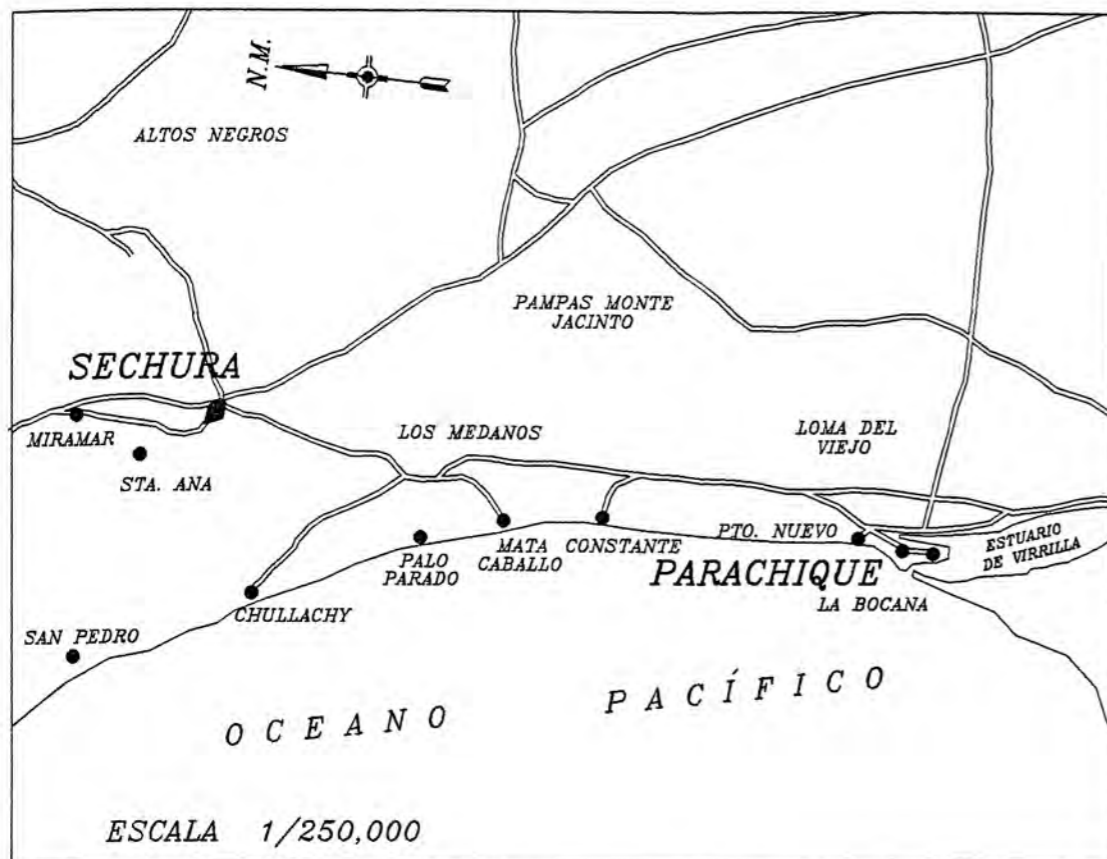 N.M.
ALTOS NEGROS
PAMPAS MONTE
JACINTO
SECHURA
MIRAMAR
STA. ANA
LOS MEDANOS
LOMA DEL
VIEJO
PALO
PARADO
MATA
CABALLO
CONSTANTE
PTO. NUEVO
ESTUARIO
DE VIRRILLA
PARACHIQUE
LA BOCANA
CHULLACHY
SAN PEDRO
OCEANO PACÍFICO
ESCALA 1/250,000